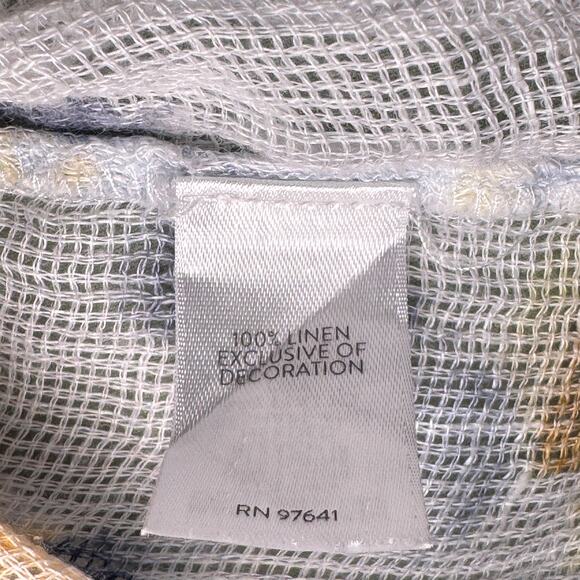 100% LINEN
EXCLUSIVE OF
DECORATION
RN 97641